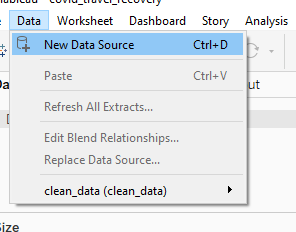 covid_travel_recovery
Data Worksheet Dashboard Story Analysis
New Data Source Ctrl+D
Paste Ctrl+V
Refresh All Extracts...
Edit Blend Relationships...
Replace Data Source...
clean_data (clean_data)
Size